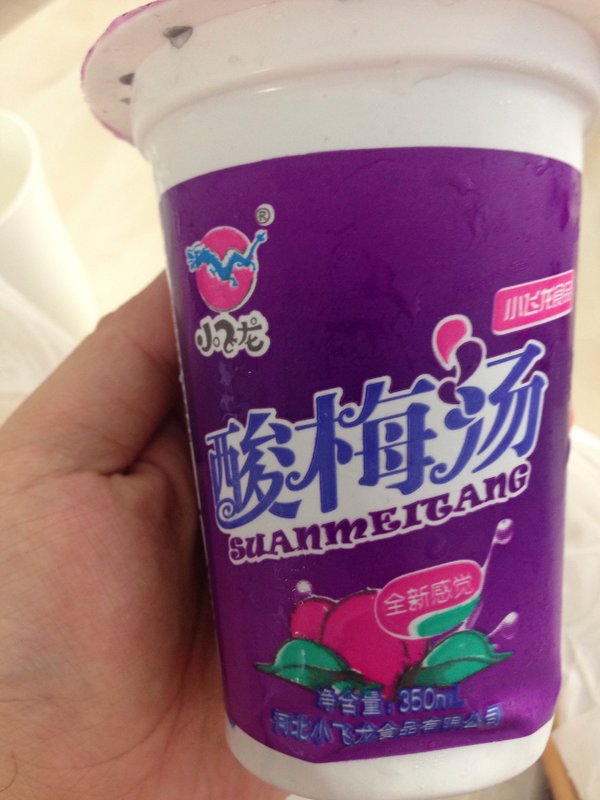 ®
小飞龙
小飞龙食品
酸梅汤
SUANMEITANG
全新感觉
净含量:350mL
河北小飞龙食品有限公司